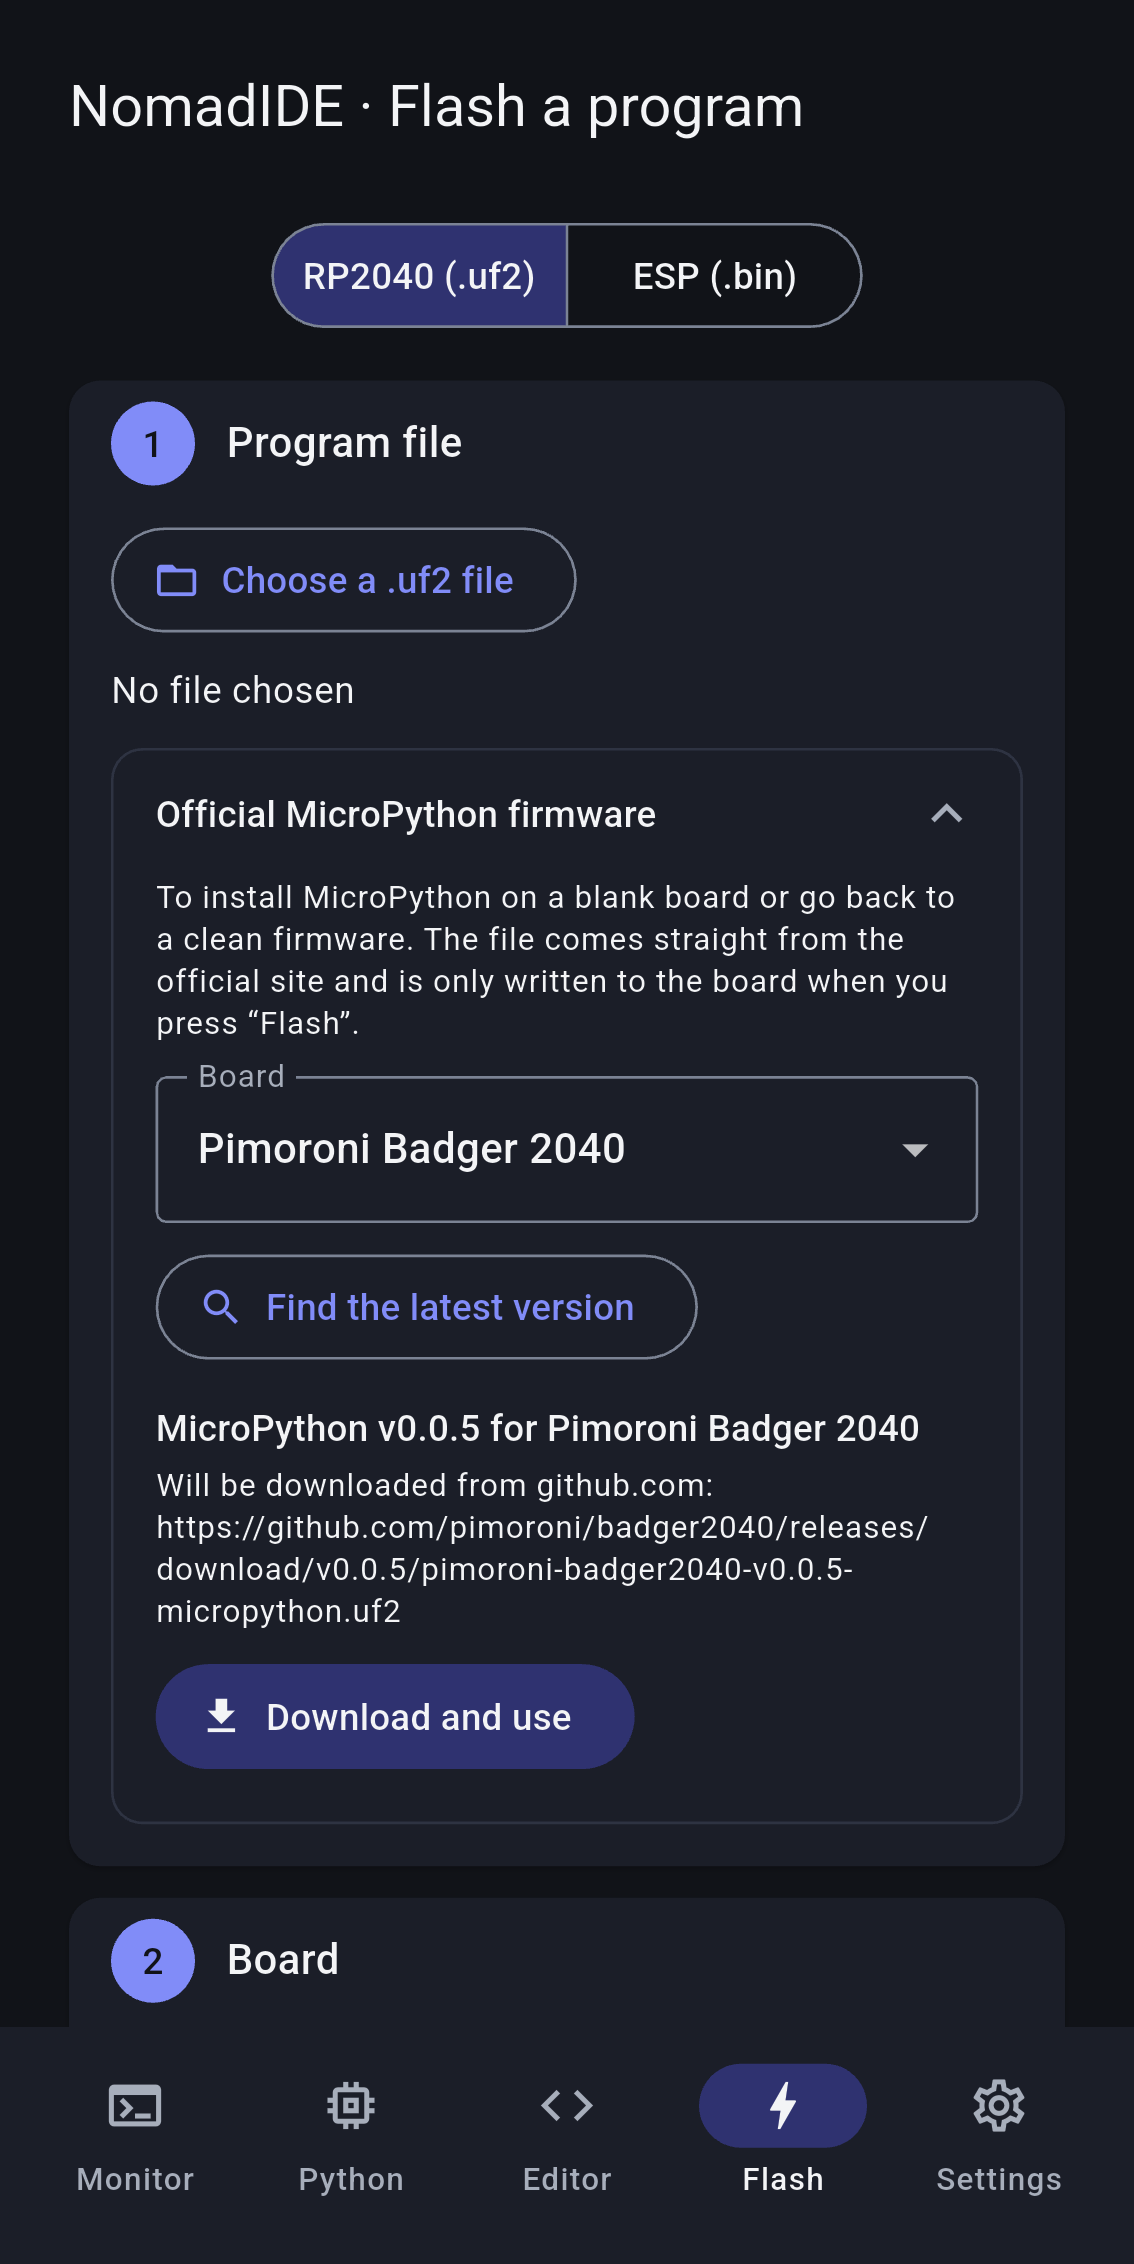 NomadIDE · Flash a program
RP2040 (.uf2)
ESP (.bin)
1
Program file
Choose a .uf2 file
No file chosen
Official MicroPython firmware
To install MicroPython on a blank board or go back to
a clean firmware. The file comes straight from the
official site and is only written to the board when you
press “Flash”.
Board
Pimoroni Badger 2040
Find the latest version
MicroPython v0.0.5 for Pimoroni Badger 2040
Will be downloaded from github.com:
https://github.com/pimoroni/badger2040/releases/
download/v0.0.5/pimoroni-badger2040-v0.0.5-
micropython.uf2
Download and use
2
Board
Monitor
Python
Editor
Flash
Settings